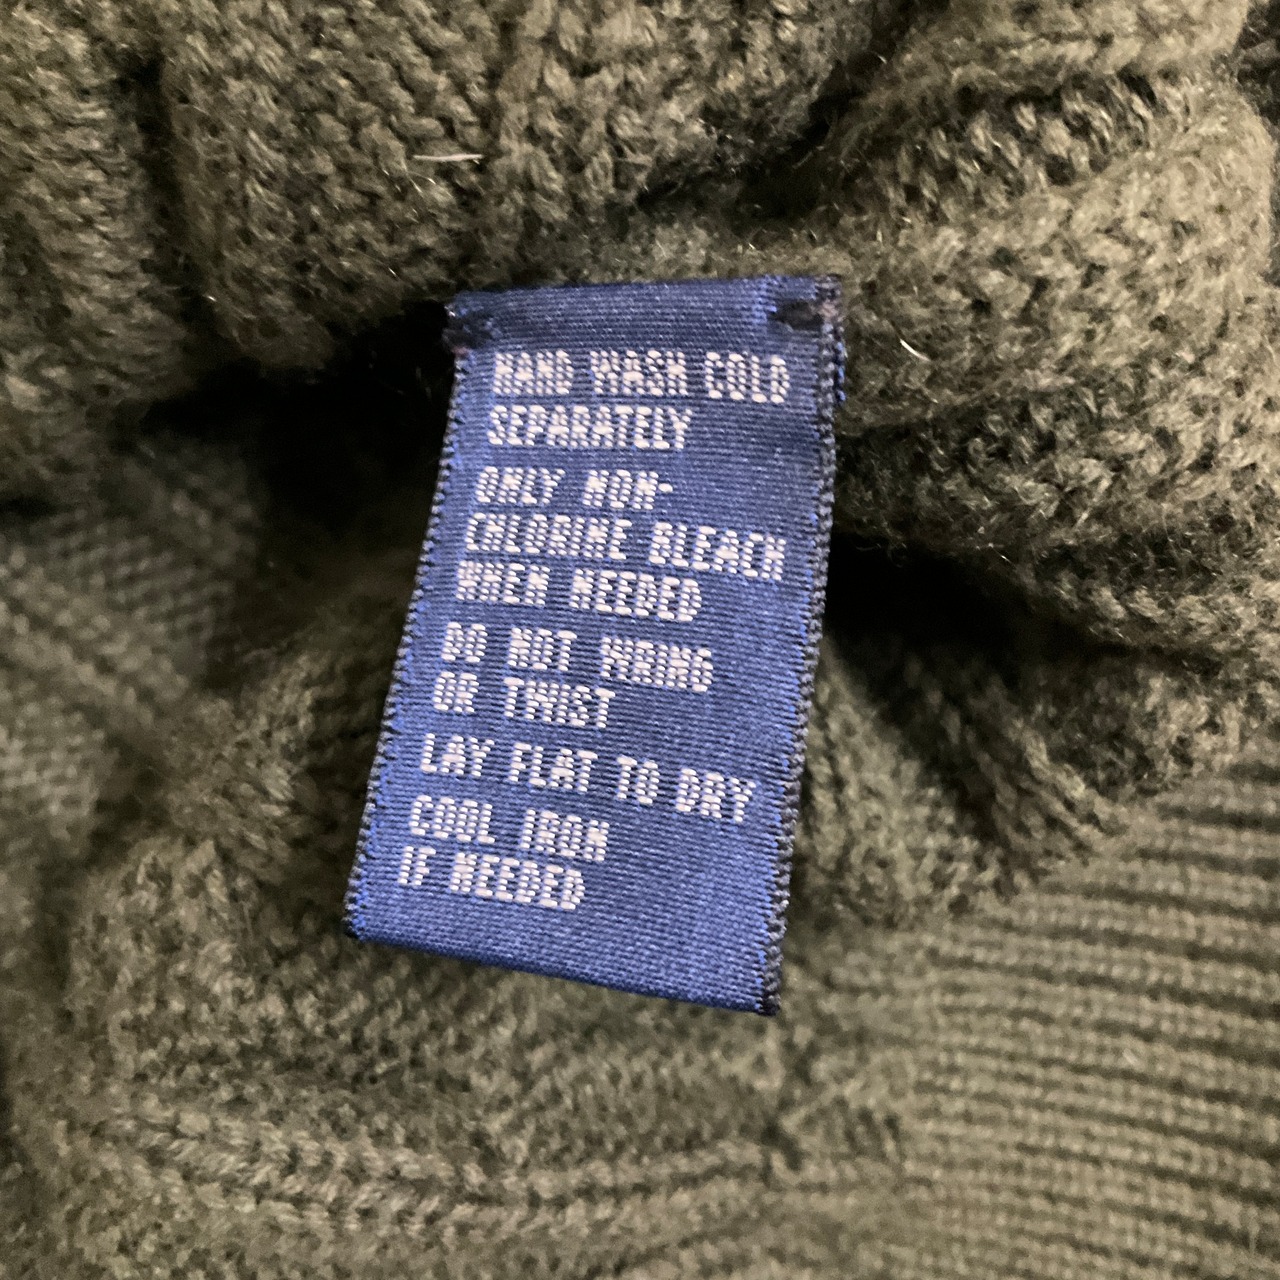 HAND WASH COLD
SEPARATELY
ONLY NON-
CHLORINE BLEACH
WHEN NEEDED
DO NOT WRING
OR TWIST
LAY FLAT TO DRY
COOL IRON
IF NEEDED